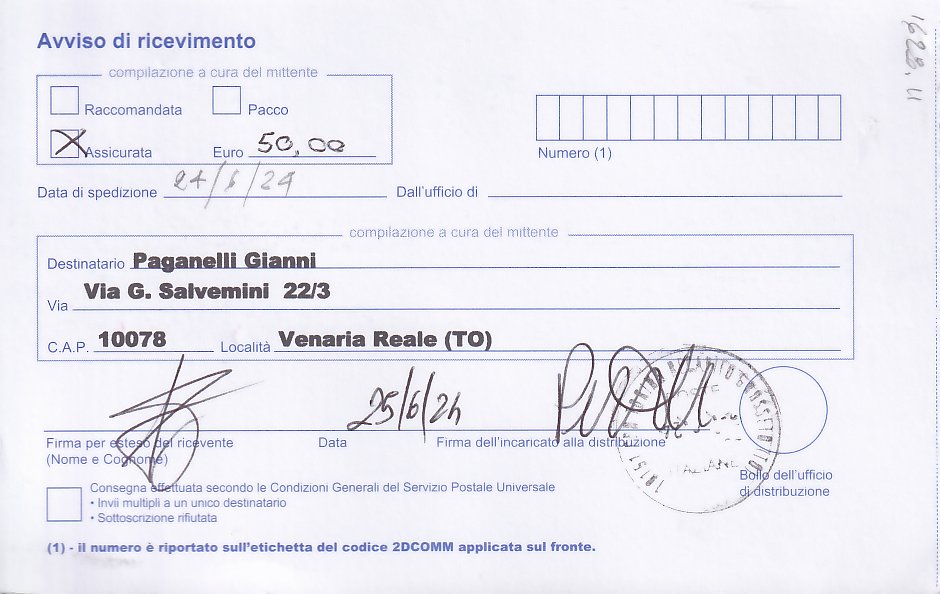 Avviso di ricevimento
compilazione a cura del mittente
Raccomandata Pacco
Assicurata Euro 50,00
Numero (1)
Data di spedizione 24/6/24 Dall'ufficio di
compilazione a cura del mittente
Destinatario Paganelli Gianni
Via Via G. Salvemini 22/3
C.A.P. 10078 Località Venaria Reale (TO)
25/6/24
Firma per esteso del ricevente Data Firma dell'incaricato alla distribuzione
(Nome e Cognome)
Bollo dell'ufficio
di distribuzione
Consegna effettuata secondo le Condizioni Generali del Servizio Postale Universale
• Invii multipli a un unico destinatario
• Sottoscrizione rifiutata
(1) - il numero è riportato sull'etichetta del codice 2DCOMM applicata sul fronte.